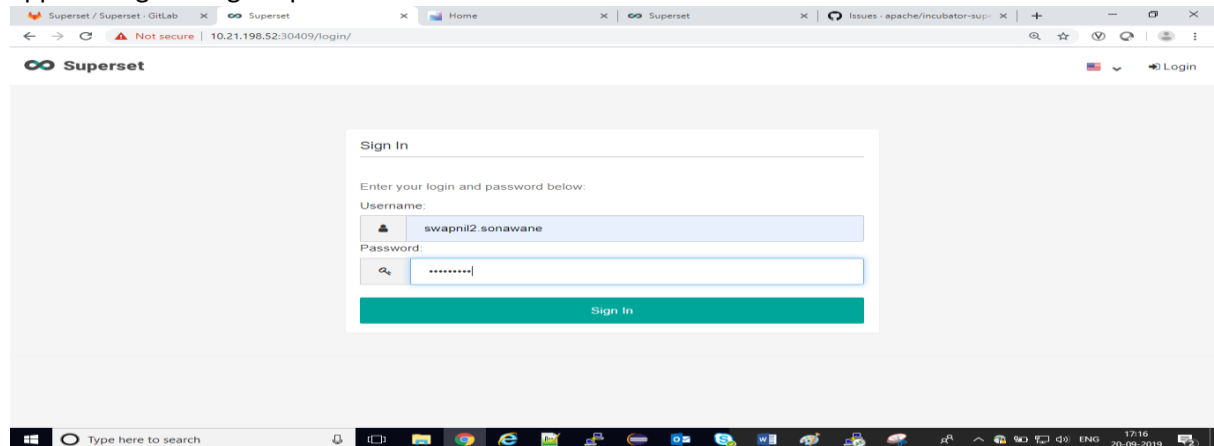 Superset / Superset · GitLab
Superset
Home
Superset
Issues · apache/incubator-sup
Not secure | 10.21.198.52:30409/login/
Superset
Login
Sign In
Enter your login and password below:
Username:
swapnil2.sonawane
Password:
•••••••••
Sign In
Type here to search
ENG
17:16
20-09-2019